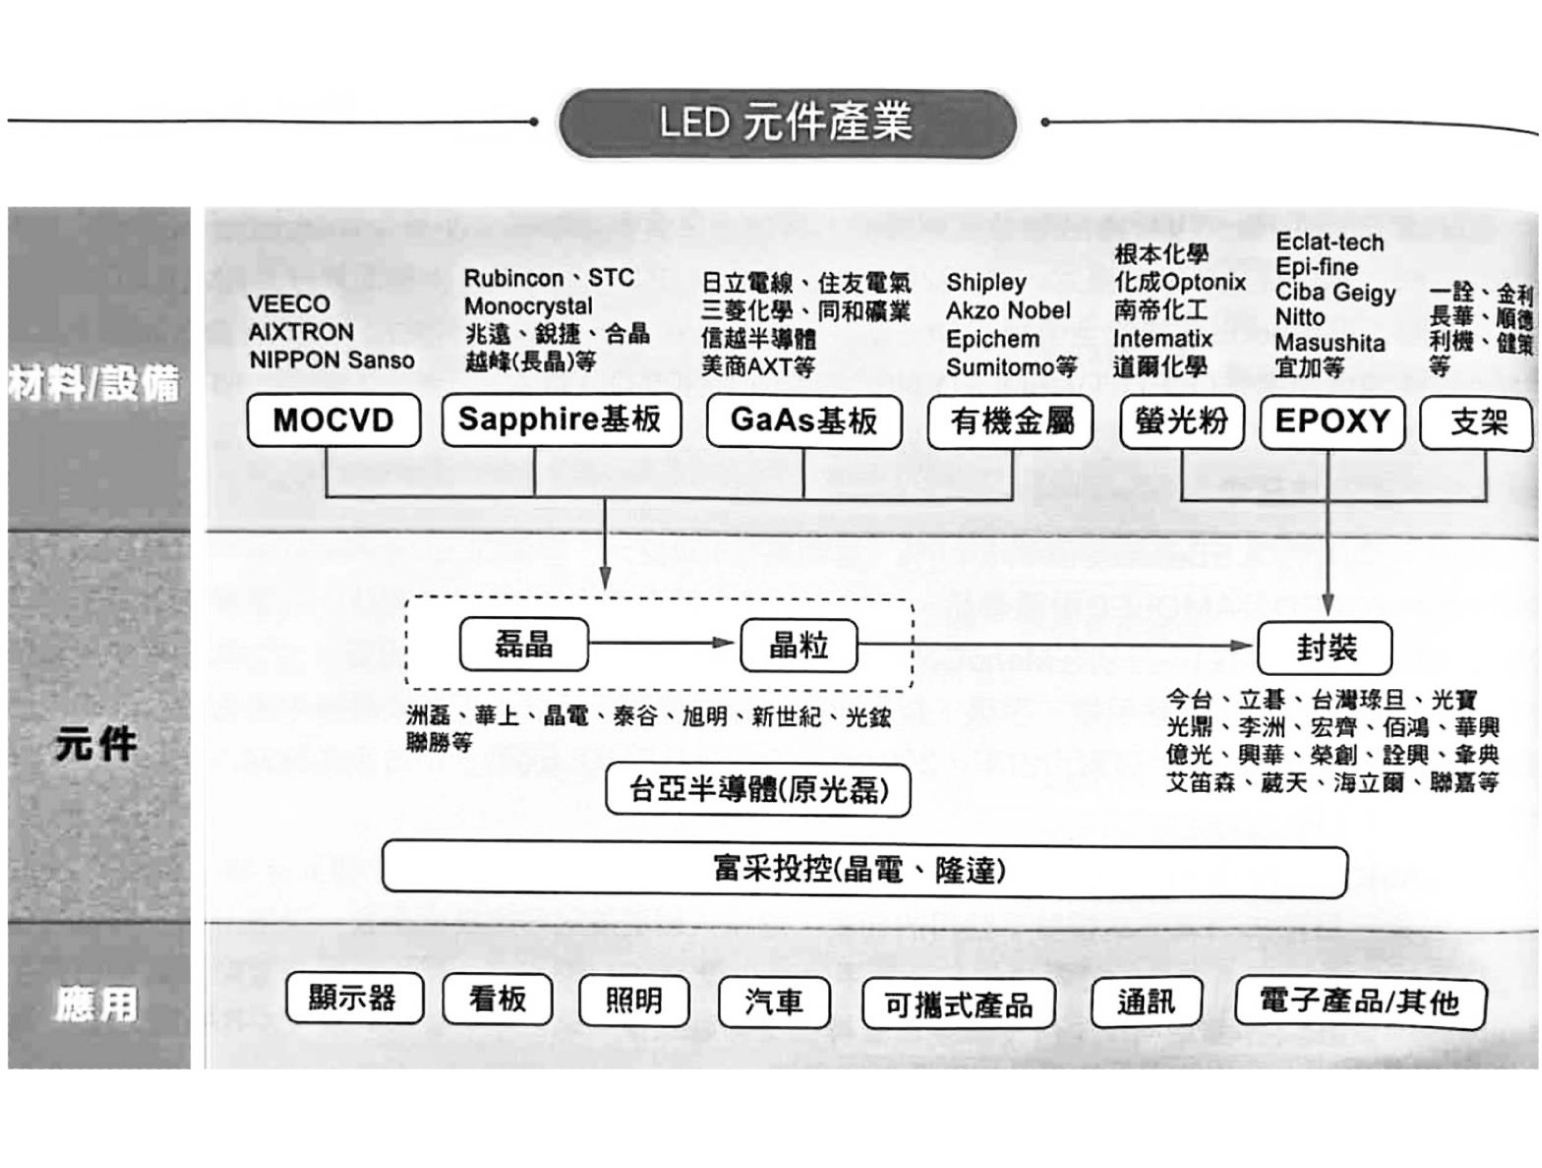 LED 元件產業
材料/設備
VEECO
AIXTRON
NIPPON Sanso
MOCVD
Rubincon、STC
Monocrystal
兆遠、銳捷、合晶
越峰(長晶)等
Sapphire基板
日立電線、住友電氣
三菱化學、同和礦業
信越半導體
美商AXT等
GaAs基板
Shipley
Akzo Nobel
Epichem
Sumitomo等
有機金屬
根本化學
化成Optonix
南帝化工
Intematix
道爾化學
螢光粉
Eclat-tech
Epi-fine
Ciba Geigy
Nitto
Masushita
宜加等
EPOXY
一詮、金利
長華、順德
利機、健策
等
支架
元件
磊晶
晶粒
封裝
洲磊、華上、晶電、泰谷、旭明、新世紀、光鋐
聯勝等
今台、立碁、台灣琭旦、光寶
光鼎、李洲、宏齊、佰鴻、華興
億光、興華、榮創、詮興、夆典
艾笛森、葳天、海立爾、聯嘉等
台亞半導體(原光磊)
富采投控(晶電、隆達)
應用
顯示器
看板
照明
汽車
可攜式產品
通訊
電子產品/其他